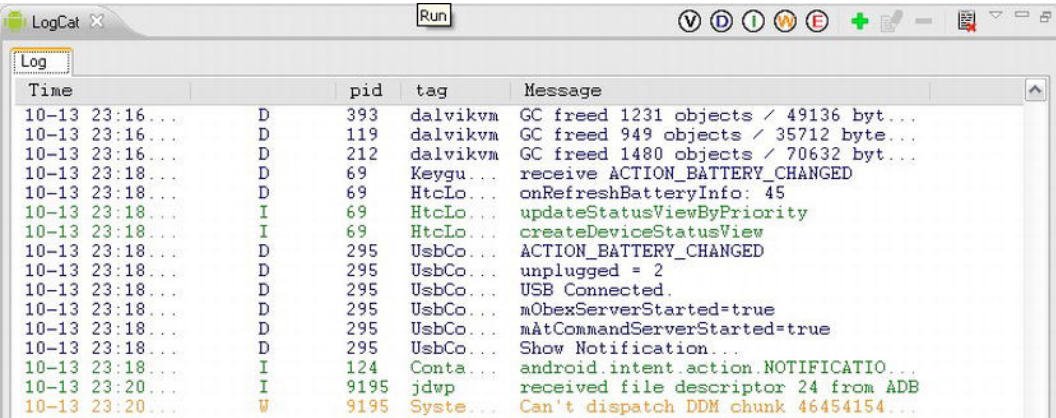 LogCat Run V D I W E
Log
Time pid tag Message
10-13 23:16... D 393 dalvikvm GC freed 1231 objects / 49136 byt...
10-13 23:16... D 119 dalvikvm GC freed 949 objects / 35712 byte...
10-13 23:16... D 212 dalvikvm GC freed 1480 objects / 70632 byt...
10-13 23:18... D 69 Keygu... receive ACTION_BATTERY_CHANGED
10-13 23:18... D 69 HtcLo... onRefreshBatteryInfo: 45
10-13 23:18... I 69 HtcLo... updateStatusViewByPriority
10-13 23:18... I 69 HtcLo... createDeviceStatusView
10-13 23:18... D 295 UsbCo... ACTION_BATTERY_CHANGED
10-13 23:18... D 295 UsbCo... unplugged = 2
10-13 23:18... D 295 UsbCo... USB Connected.
10-13 23:18... D 295 UsbCo... mObexServerStarted=true
10-13 23:18... D 295 UsbCo... mAtCommandServerStarted=true
10-13 23:18... D 295 UsbCo... Show Notification...
10-13 23:18... I 124 Conta... android.intent.action.NOTIFICATIO...
10-13 23:20... I 9195 jdwp received file descriptor 24 from ADB
10-13 23:20... W 9195 Syste... Can't dispatch DDM chunk 46454154...